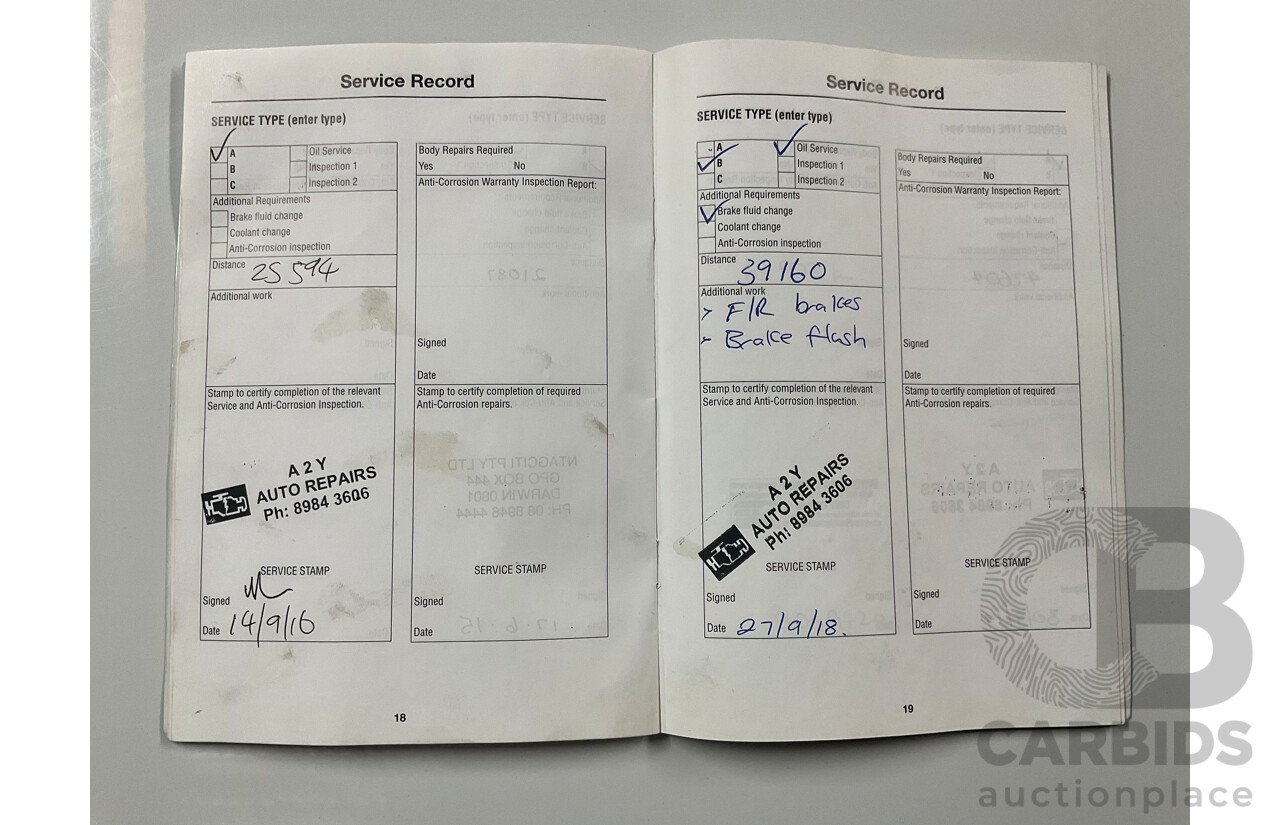 Service Record
SERVICE TYPE (enter type)
A
Oil Service
B
Inspection 1
C
Inspection 2
Additional Requirements
Brake fluid change
Coolant change
Anti-Corrosion inspection
Distance 25 594
Additional work
Stamp to certify completion of the relevant
Service and Anti-Corrosion Inspection.
A 2 Y
AUTO REPAIRS
Ph: 8984 3606
SERVICE STAMP
Signed
Date 14/9/16
Body Repairs Required
Yes No
Anti-Corrosion Warranty Inspection Report:
Signed
Date
Stamp to certify completion of required
Anti-Corrosion repairs.
SERVICE STAMP
Signed
Date
18
Service Record
SERVICE TYPE (enter type)
A
Oil Service
B
Inspection 1
C
Inspection 2
Additional Requirements
Brake fluid change
Coolant change
Anti-Corrosion inspection
Distance 39160
Additional work
> F/R brakes
> Brake flash
Stamp to certify completion of the relevant
Service and Anti-Corrosion Inspection.
A 2 Y
AUTO REPAIRS
Ph: 8984 3606
SERVICE STAMP
Signed
Date 27/9/18.
Body Repairs Required
Yes No
Anti-Corrosion Warranty Inspection Report:
Signed
Date
Stamp to certify completion of required
Anti-Corrosion repairs.
SERVICE STAMP
Signed
Date
19
CARBIDS
auctionplace